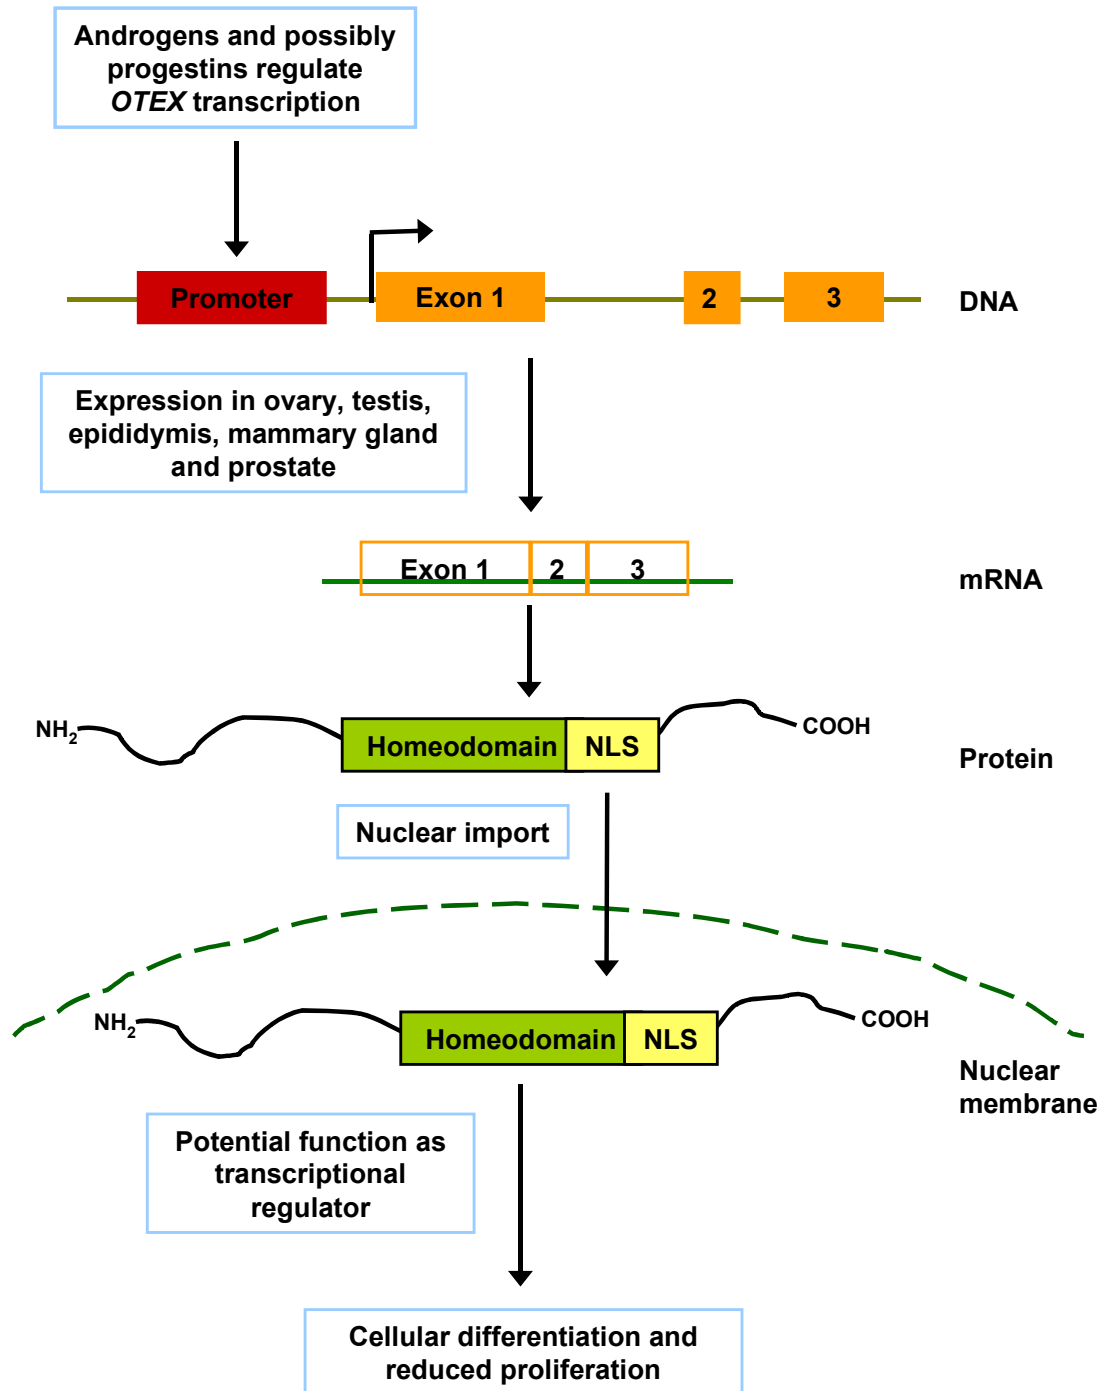 Androgens and possibly
progestins regulate
OTEX transcription
Promoter
Exon 1
2
3
DNA
Expression in ovary, testis,
epididymis, mammary gland
and prostate
Exon 1
2
3
mRNA
NH2
Homeodomain
NLS
COOH
Protein
Nuclear import
NH2
Homeodomain
NLS
COOH
Nuclear
membrane
Potential function as
transcriptional
regulator
Cellular differentiation and
reduced proliferation